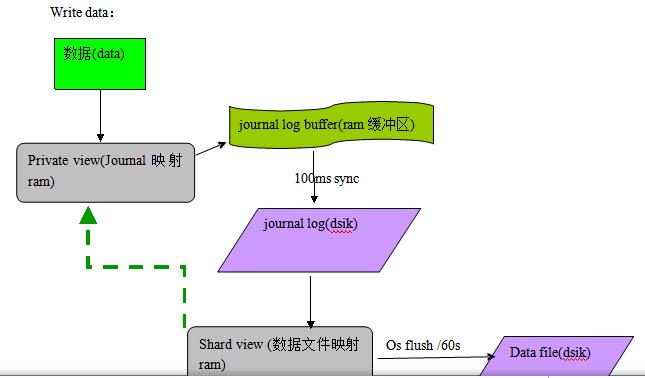 Write data：
数据(data)
journal log buffer(ram 缓冲区)
Private view(Journal 映射
ram)
100ms sync
journal log(dsik)
Shard view (数据文件映射
ram)
Os flush /60s
Data file(dsik)